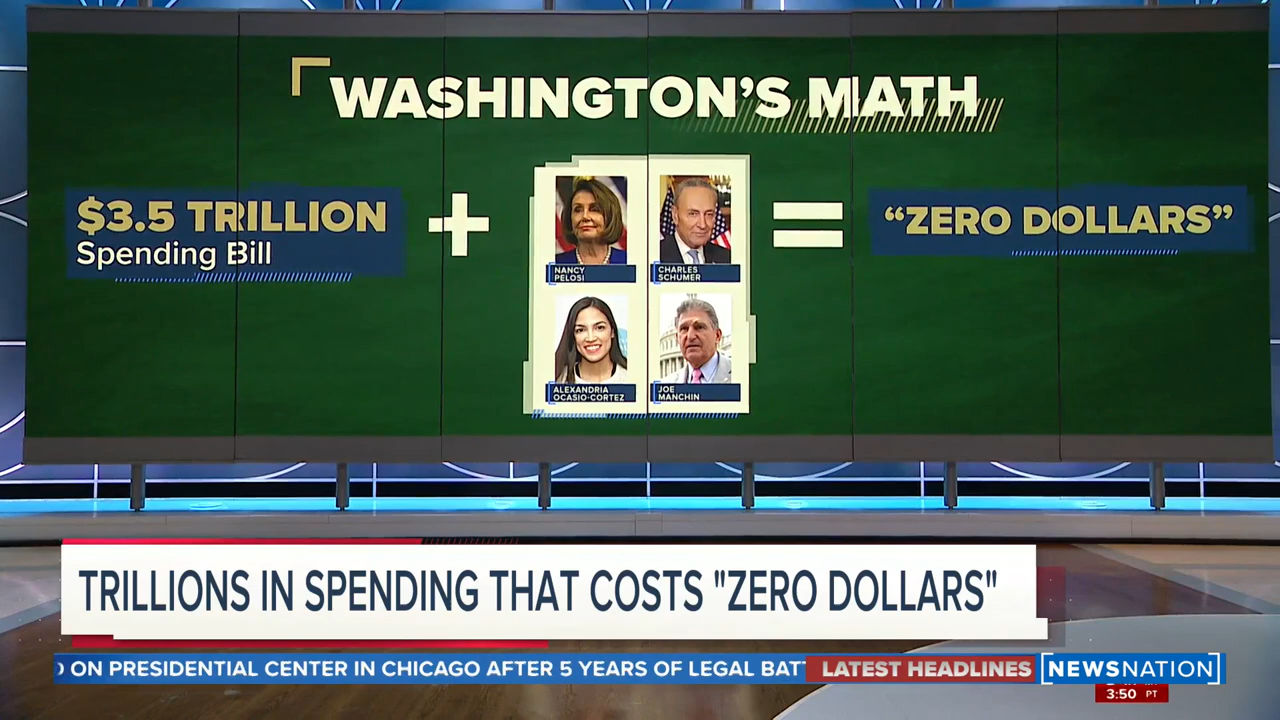 WASHINGTON'S MATH
$3.5 TRILLION
Spending Bill
+
NANCY
PELOSI
CHARLES
SCHUMER
ALEXANDRIA
OCASIO-CORTEZ
JOE
MANCHIN
=
“ZERO DOLLARS”
TRILLIONS IN SPENDING THAT COSTS "ZERO DOLLARS"
ON PRESIDENTIAL CENTER IN CHICAGO AFTER 5 YEARS OF LEGAL BATT
LATEST HEADLINES
NEWSNATION
3:50 PT